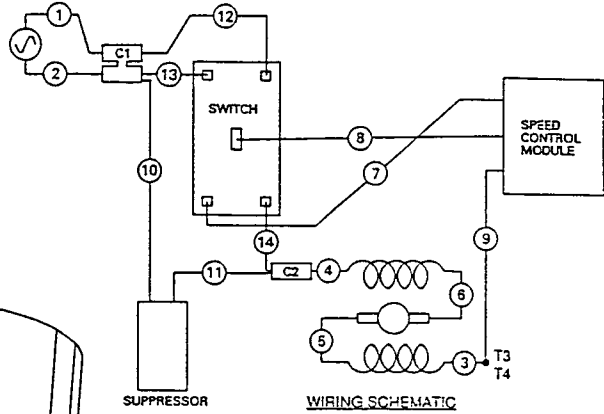 1
12
C1
2
13
SWITCH
SPEED
CONTROL
MODULE
8
10
7
14
9
11
C2
4
6
5
3
T3
T4
SUPPRESSOR
WIRING SCHEMATIC